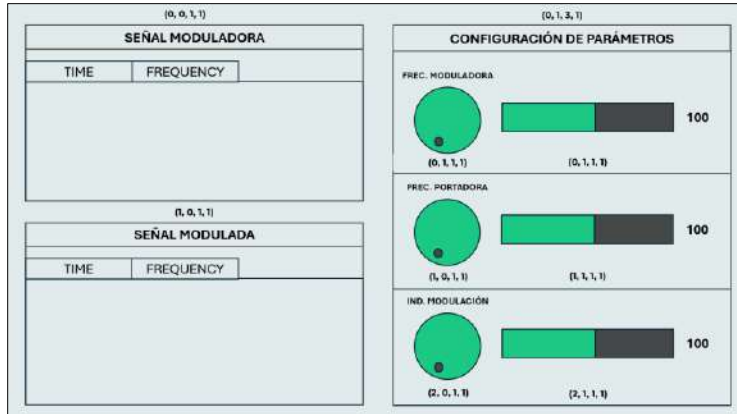 (0, 0, 1, 1)
SEÑAL MODULADORA
TIME FREQUENCY
(1, 0, 1, 1)
SEÑAL MODULADA
TIME FREQUENCY
(0, 1, 3, 1)
CONFIGURACIÓN DE PARÁMETROS
FREC. MODULADORA
100
(0, 1, 1, 1) (0, 1, 1, 1)
FREC. PORTADORA
100
(1, 0, 1, 1) (1, 1, 1, 1)
IND. MODULACIÓN
100
(2, 0, 1, 1) (2, 1, 1, 1)